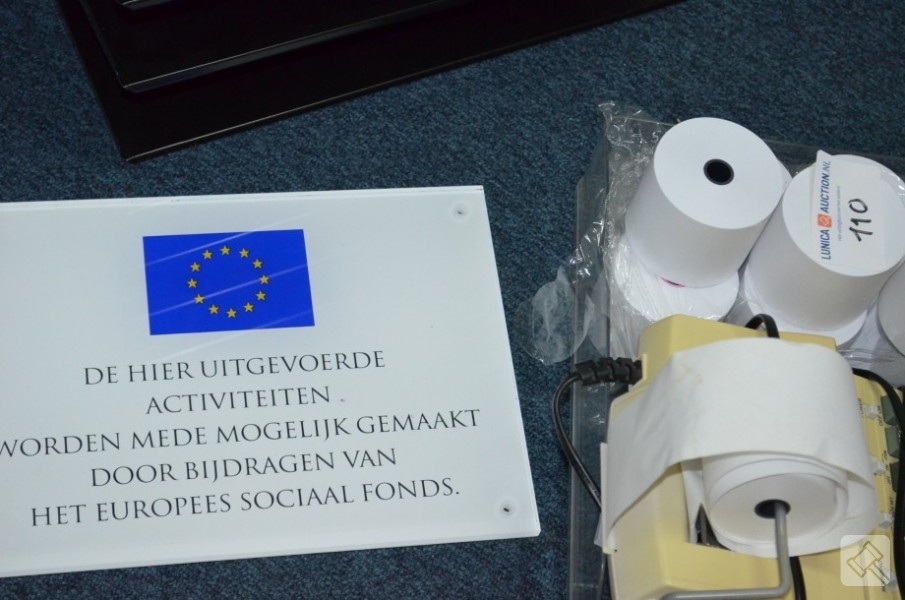 DE HIER UITGEVOERDE
ACTIVITEITEN
WORDEN MEDE MOGELIJK GEMAAKT
DOOR BIJDRAGEN VAN
HET EUROPEES SOCIAAL FONDS.
LUNICA AUCTION.NL
110